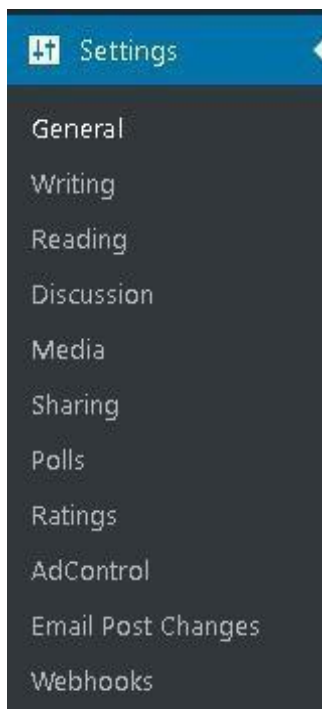 Settings
General
Writing
Reading
Discussion
Media
Sharing
Polls
Ratings
AdControl
Email Post Changes
Webhooks